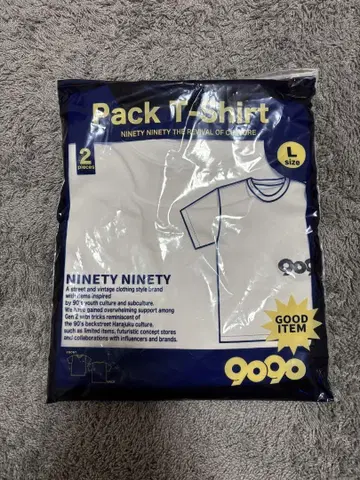 Pack T-Shirt
NINETY NINETY THE REVIVAL OF CULTURE
2
pieces
L
size
9090
NINETY NINETY
A street and vintage clothing style brand
with items inspired
by 90's youth culture and subculture.
We have gained overwhelming support among
Gen Z with tricks reminiscent of
the 90's backstreet Harajuku culture,
such as limited items, futuristic concept stores
and collaborations with influencers and brands.
GOOD
ITEM
9090